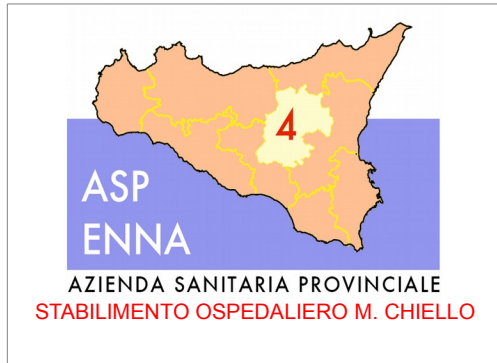 4
ASP
ENNA
AZIENDA SANITARIA PROVINCIALE
STABILIMENTO OSPEDALIERO M. CHIELLO